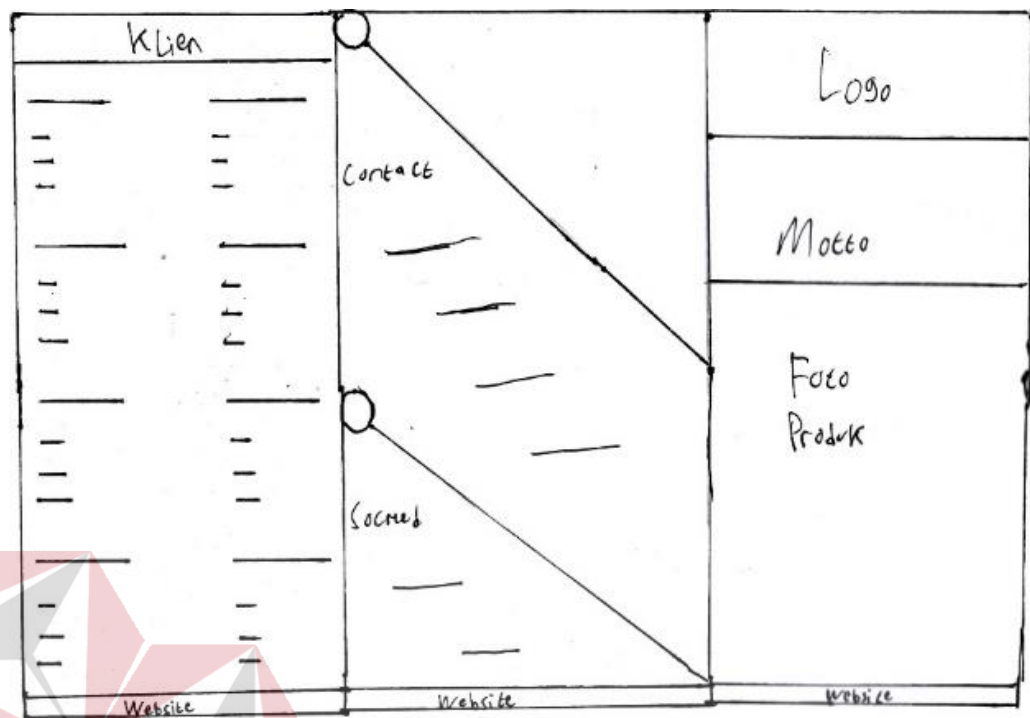 Klien
Contact
Socmed
Logo
Motto
Foto
Produk
Website
Website
Website